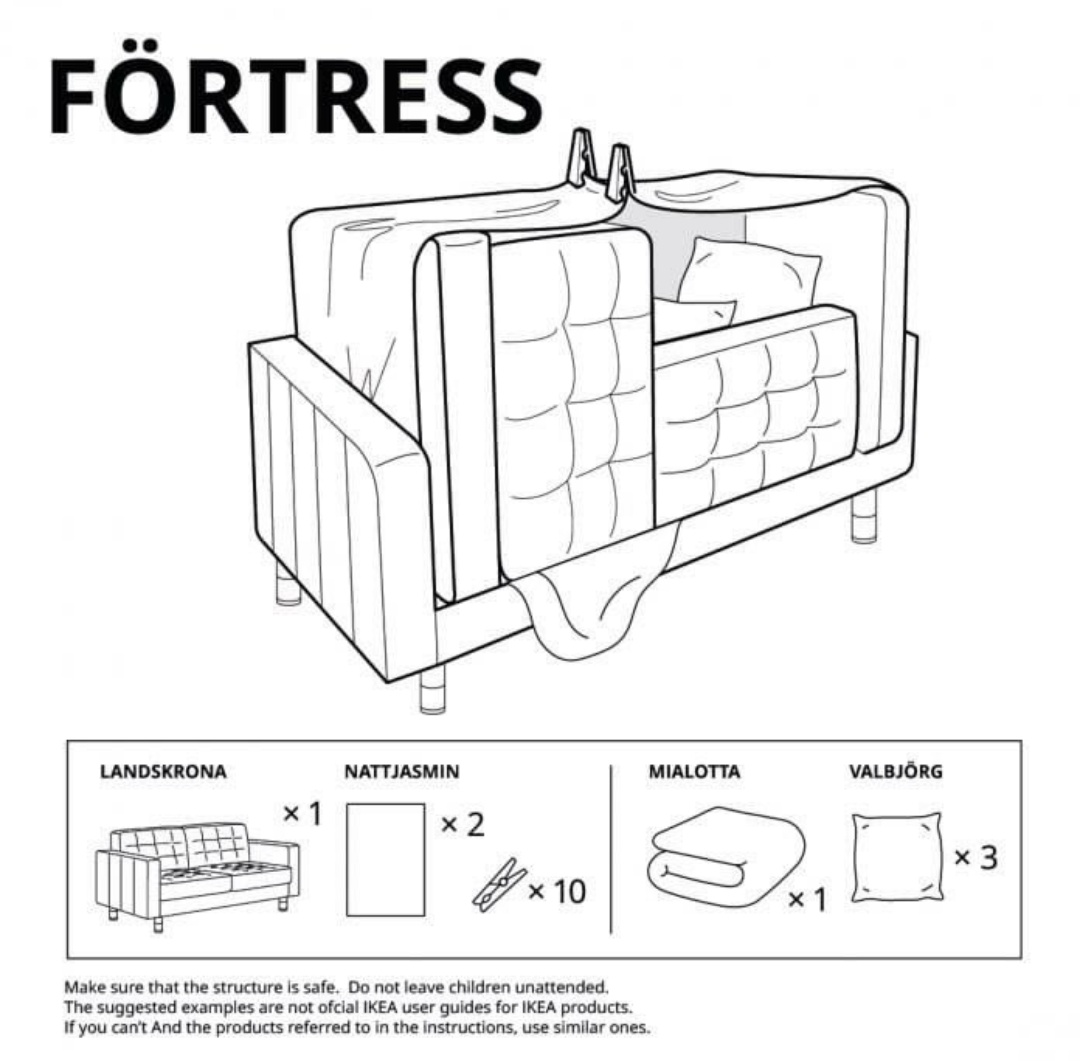 FÖRTRESS
LANDSKRONA
NATTJASMIN
MIALOTTA
VALBJÖRG
× 1
× 2
× 10
× 1
× 3
Make sure that the structure is safe.  Do not leave children unattended.
The suggested examples are not ofcial IKEA user guides for IKEA products.
If you can't And the products referred to in the instructions, use similar ones.